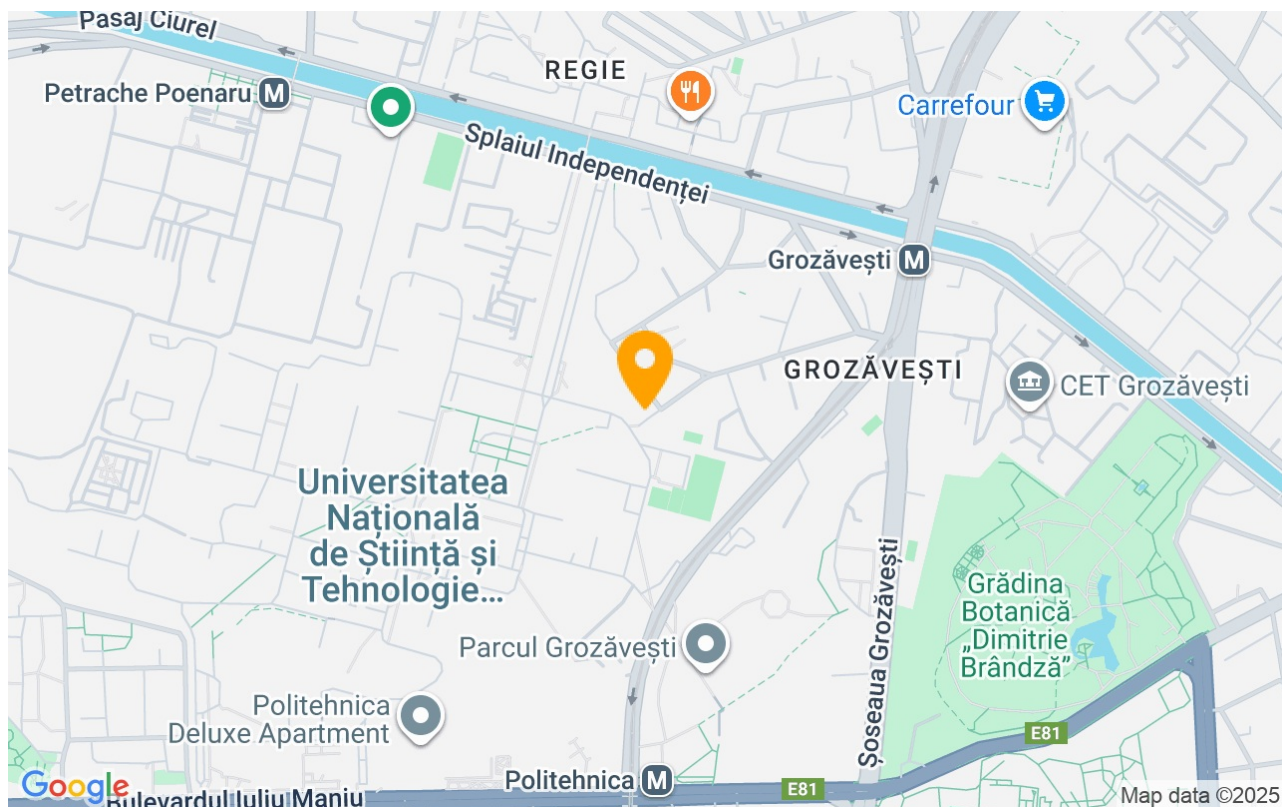 Pasaj Ciurel
REGIE
Petrache Poenaru M
Carrefour
Splaiul Independenței
Grozăvești M
GROZĂVEȘTI
CET Grozăvești
Universitatea
Națională
de Știință și
Tehnologie...
Șoseaua Grozăvești
Grădina
Botanică
„Dimitrie
Brândză”
Parcul Grozăvești
Politehnica
Deluxe Apartment
E81
Politehnica M
E81
Google
Bulevardul Iuliu Maniu
Map data ©2025